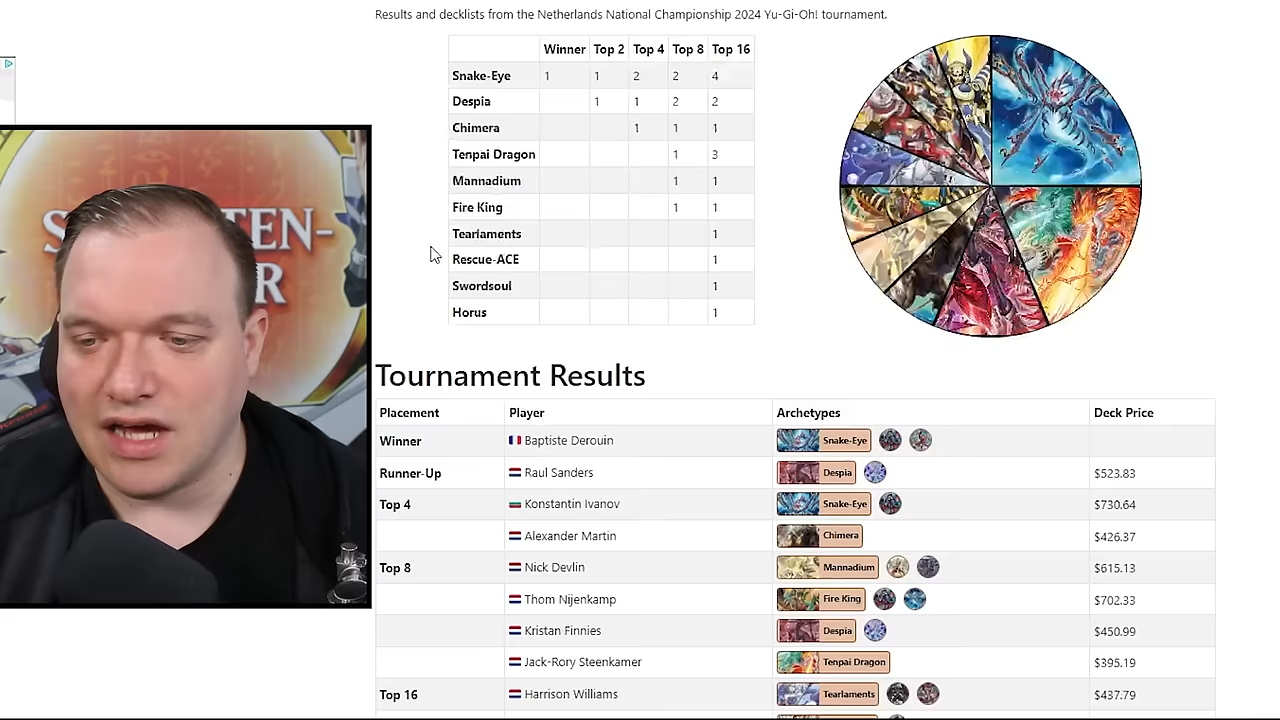 Results and decklists from the Netherlands National Championship 2024 Yu-Gi-Oh! tournament.
Winner Top 2 Top 4 Top 8 Top 16
Snake-Eye 1 1 2 2 4
Despia 1 1 2 2
Chimera 1 1 1
Tenpai Dragon 1 3
Mannadium 1 1
Fire King 1 1
Tearlaments 1
Rescue-ACE 1
Swordsoul 1
Horus 1
Tournament Results
Placement Player Archetypes Deck Price
Winner Baptiste Derouin Snake-Eye
Runner-Up Raul Sanders Despia $523.83
Top 4 Konstantin Ivanov Snake-Eye $730.64
Alexander Martin Chimera $426.37
Top 8 Nick Devlin Mannadium $615.13
Thom Nijenkamp Fire King $702.33
Kristan Finnies Despia $450.99
Jack-Rory Steenkamer Tenpai Dragon $395.19
Top 16 Harrison Williams Tearlaments $437.79